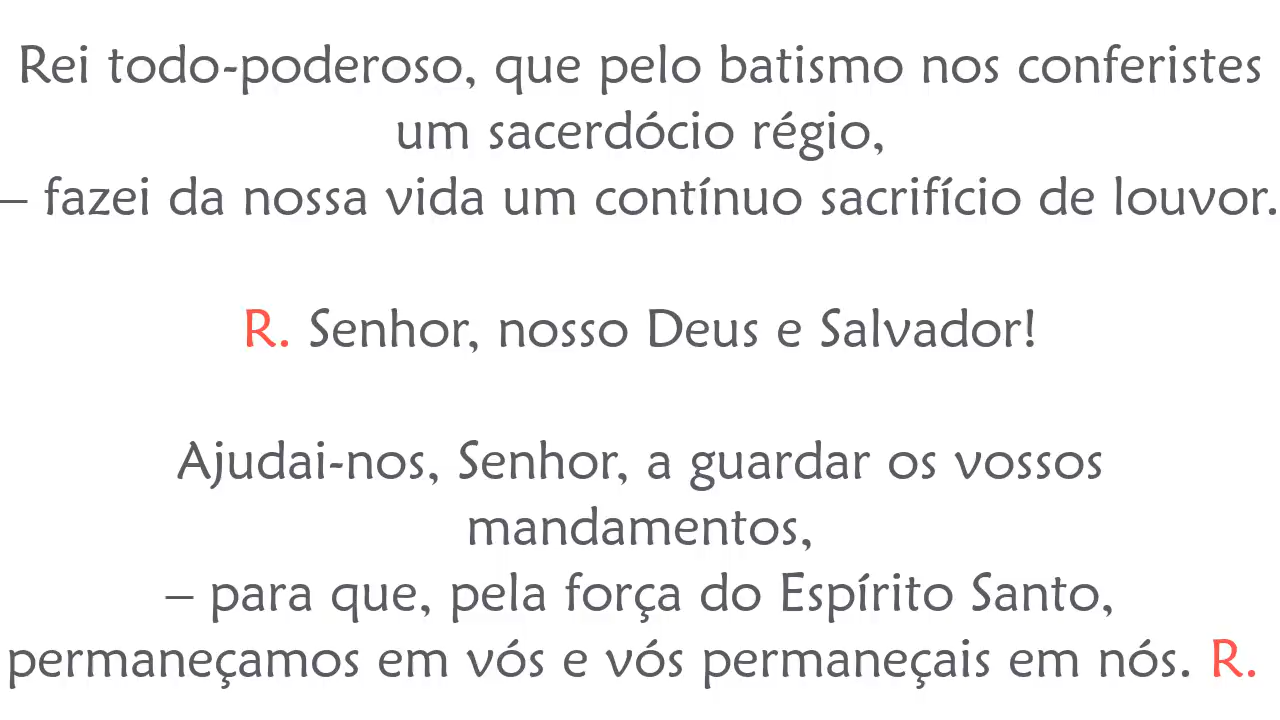 Rei todo-poderoso, que pelo batismo nos conferistes
um sacerdócio régio,
– fazei da nossa vida um contínuo sacrifício de louvor.
R. Senhor, nosso Deus e Salvador!
Ajudai-nos, Senhor, a guardar os vossos
mandamentos,
– para que, pela força do Espírito Santo,
permaneçamos em vós e vós permaneçais em nós. R.